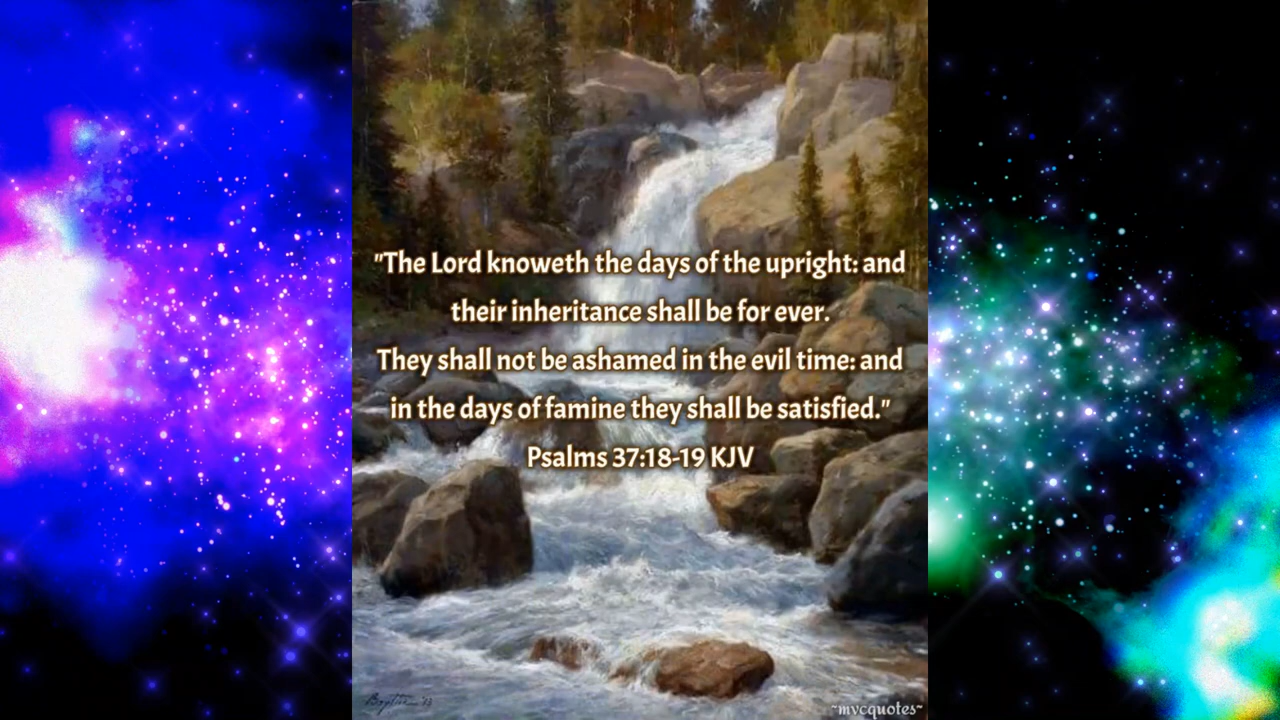 "The Lord knoweth the days of the upright: and
their inheritance shall be for ever.
They shall not be ashamed in the evil time: and
in the days of famine they shall be satisfied."
Psalms 37:18-19 KJV
~mvcquotes~